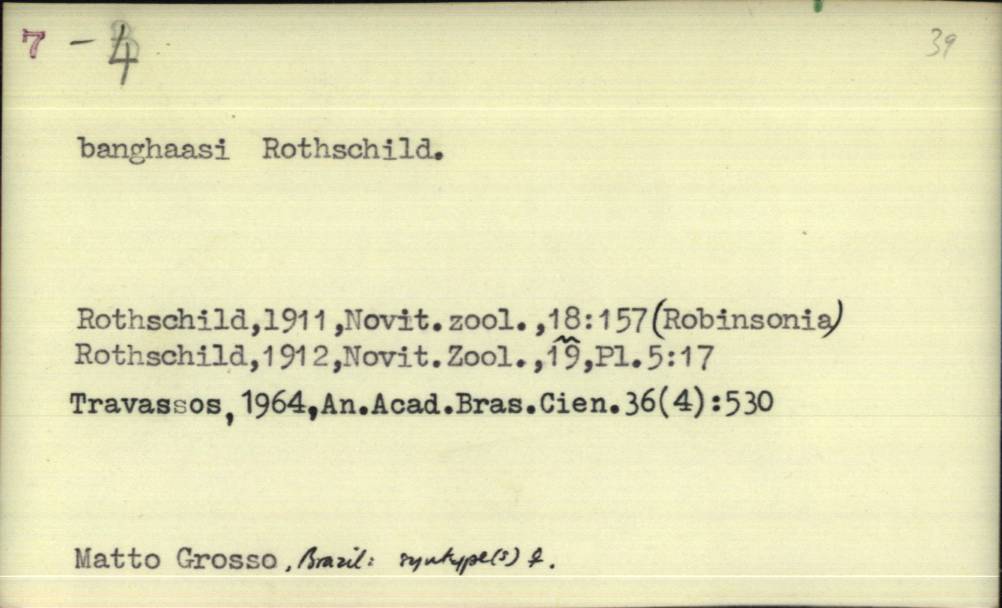 7 - 4
39
banghaasi Rothschild.
Rothschild,1911,Novit.zool.,18:157(Robinsonia)
Rothschild,1912,Novit.Zool.,19,Pl.5:17
Travassos,1964,An.Acad.Bras.Cien.36(4):530
Matto Grosso, Brazil: syntype(s) ♀.